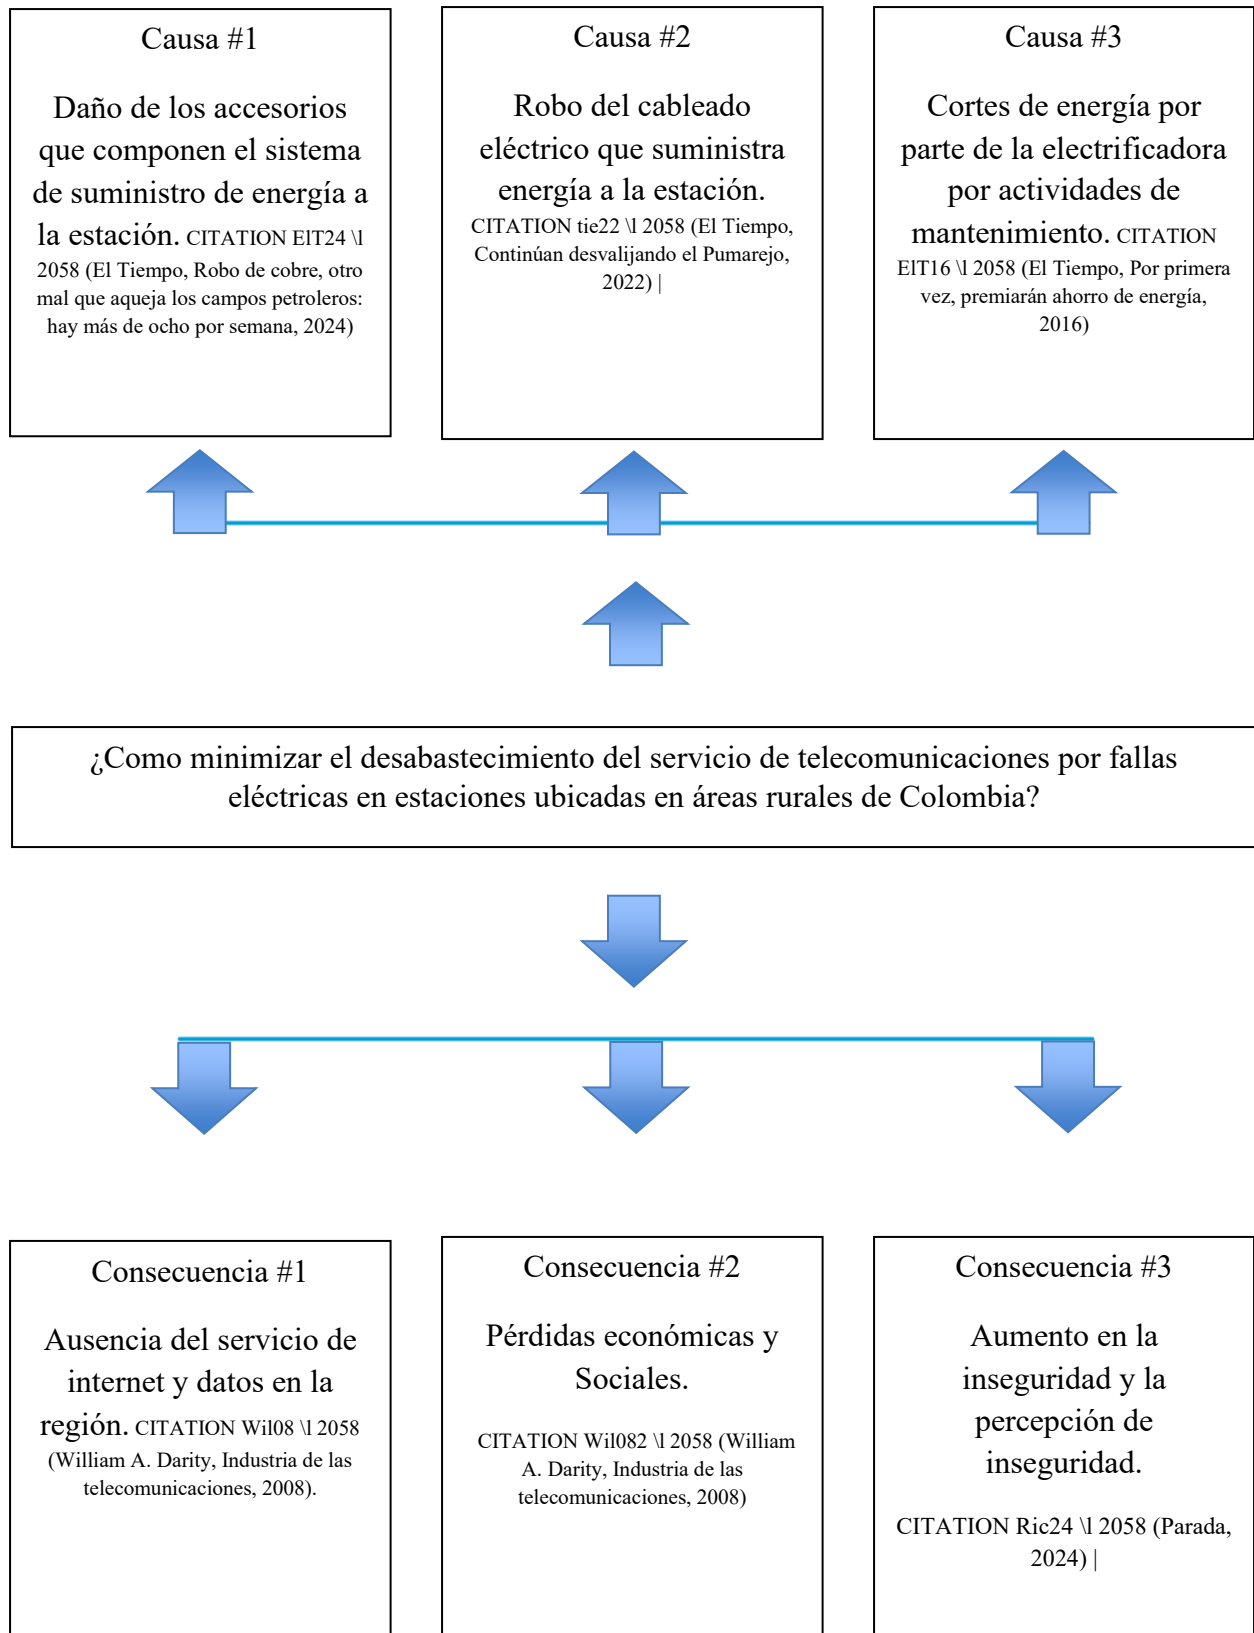 Causa #1
Daño de los accesorios
que componen el sistema
de suministro de energía a
la estación. CITATION ElT24 \l
2058 (El Tiempo, Robo de cobre, otro
mal que aqueja los campos petroleros:
hay más de ocho por semana, 2024)
Causa #2
Robo del cableado
eléctrico que suministra
energía a la estación.
CITATION tie22 \l 2058 (El Tiempo,
Continúan desvalijando el Pumarejo,
2022) |
Causa #3
Cortes de energía por
parte de la electrificadora
por actividades de
mantenimiento. CITATION
ElT16 \l 2058 (El Tiempo, Por primera
vez, premiarán ahorro de energía,
2016)
¿Como minimizar el desabastecimiento del servicio de telecomunicaciones por fallas
eléctricas en estaciones ubicadas en áreas rurales de Colombia?
Consecuencia #1
Ausencia del servicio de
internet y datos en la
región. CITATION Wil08 \l 2058
(William A. Darity, Industria de las
telecomunicaciones, 2008).
Consecuencia #2
Pérdidas económicas y
Sociales.
CITATION Wil082 \l 2058 (William
A. Darity, Industria de las
telecomunicaciones, 2008)
Consecuencia #3
Aumento en la
inseguridad y la
percepción de
inseguridad.
CITATION Ric24 \l 2058 (Parada,
2024) |